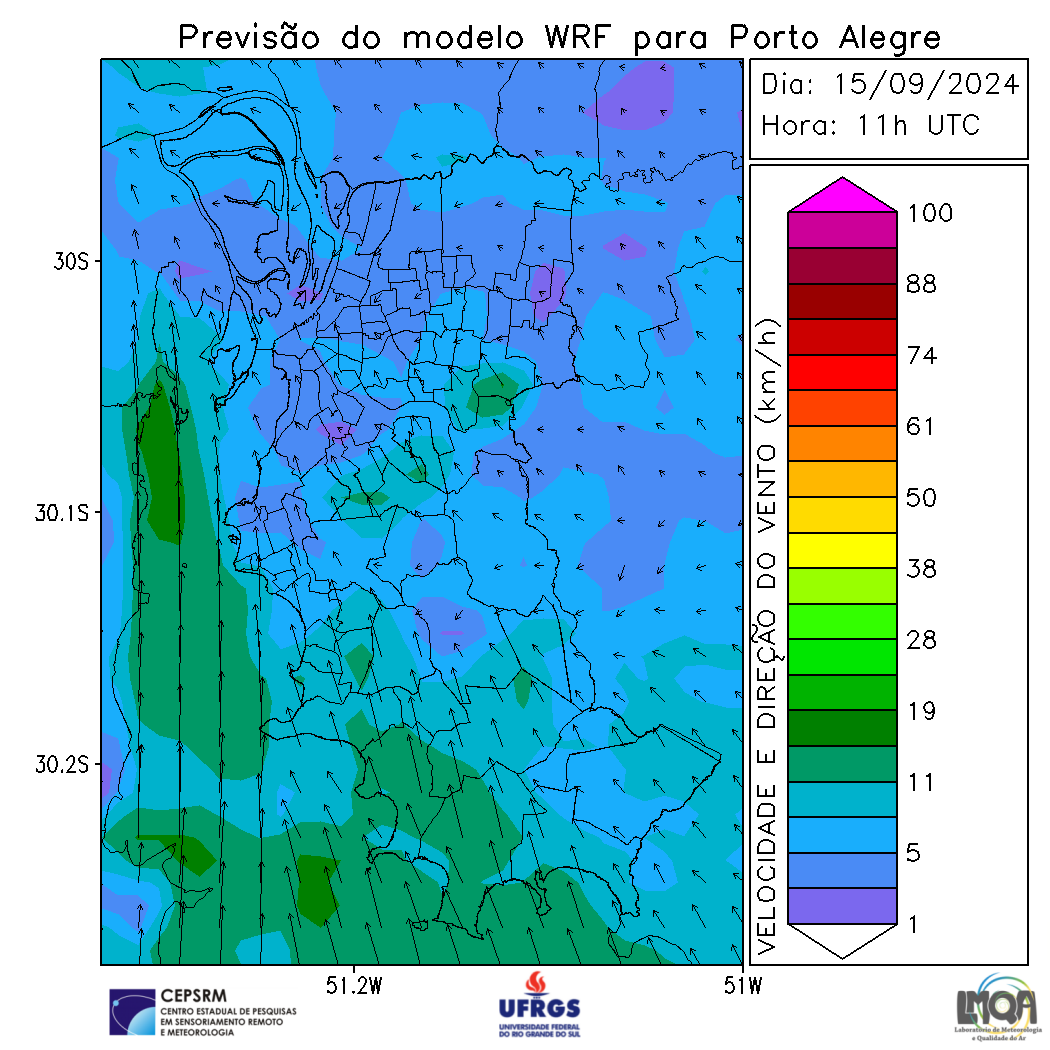 Previsão do modelo WRF para Porto Alegre
Dia: 15/09/2024
Hora: 11h UTC
30S
30.1S
30.2S
51.2W
51W
VELOCIDADE E DIREÇÃO DO VENTO (km/h)
100
88
74
61
50
38
28
19
11
5
1
CEPSRM
CENTRO ESTADUAL DE PESQUISAS
EM SENSORIAMENTO REMOTO
E METEOROLOGIA
UFRGS
UNIVERSIDADE FEDERAL
DO RIO GRANDE DO SUL
LMQA
Laboratório de Meteorologia
e Qualidade do Ar